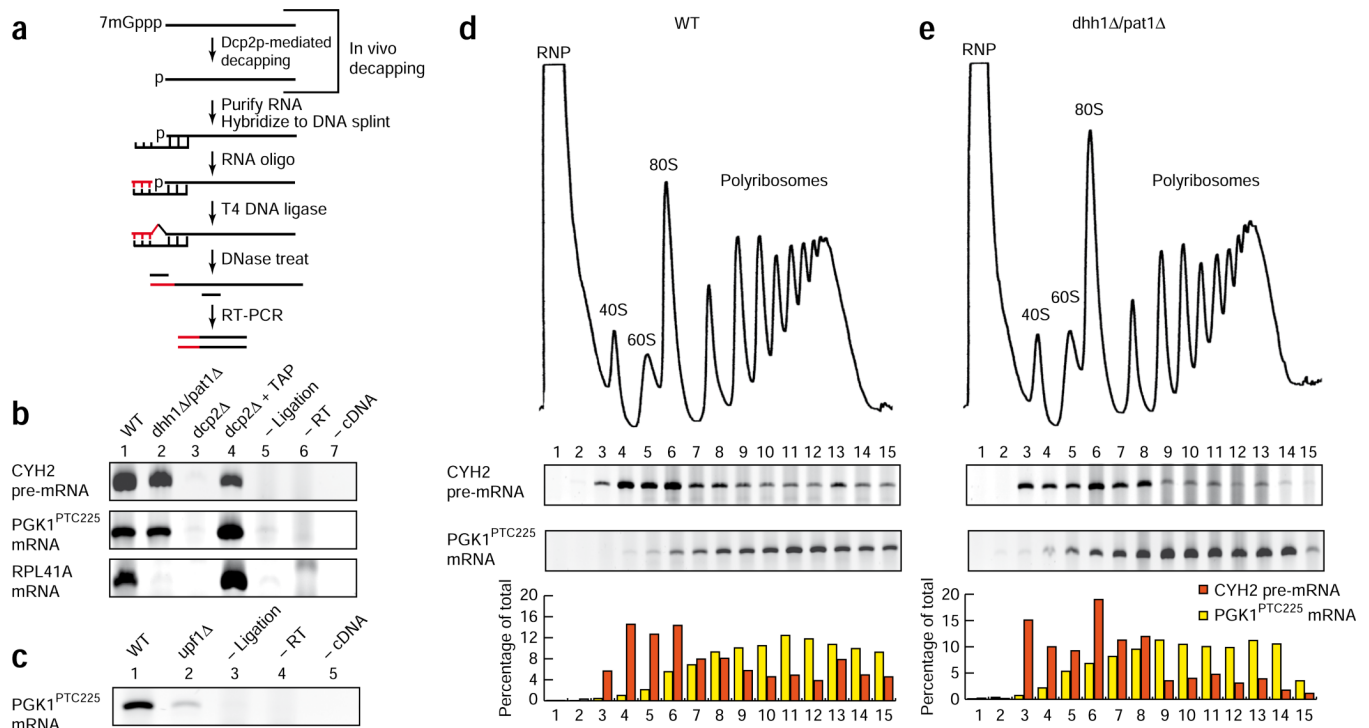 a
7mGppp
Dcp2p-mediated
decapping
In vivo
decapping
p
Purify RNA
Hybridize to DNA splint
p
RNA oligo
p
T4 DNA ligase
DNase treat
RT-PCR
b
WT
dhh1Δ/pat1Δ
dcp2Δ
dcp2Δ + TAP
– Ligation
– RT
– cDNA
1 2 3 4 5 6 7
CYH2
pre-mRNA
PGK1PTC225
mRNA
RPL41A
mRNA
c
WT
upf1Δ
– Ligation
– RT
– cDNA
1 2 3 4 5
PGK1PTC225
mRNA
d
WT
RNP
40S
60S
80S
Polyribosomes
1 2 3 4 5 6 7 8 9 10 11 12 13 14 15
CYH2
pre-mRNA
PGK1PTC225
mRNA
Percentage of total
20
16
12
8
4
0
1 2 3 4 5 6 7 8 9 10 11 12 13 14 15
e
dhh1Δ/pat1Δ
RNP
40S
60S
80S
Polyribosomes
1 2 3 4 5 6 7 8 9 10 11 12 13 14 15
CYH2 pre-mRNA
PGK1PTC225 mRNA
Percentage of total
20
15
10
5
0
1 2 3 4 5 6 7 8 9 10 11 12 13 14 15